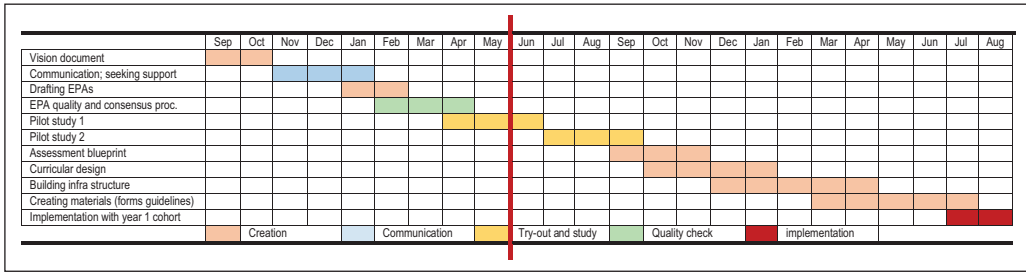 Sep Oct Nov Dec Jan Feb Mar Apr May Jun Jul Aug Sep Oct Nov Dec Jan Feb Mar Apr May Jun Jul Aug
Vision document
Communication; seeking support
Drafting EPAs
EPA quality and consensus proc.
Pilot study 1
Pilot study 2
Assessment blueprint
Curricular design
Building infra structure
Creating materials (forms guidelines)
Implementation with year 1 cohort
Creation Communication Try-out and study Quality check implementation